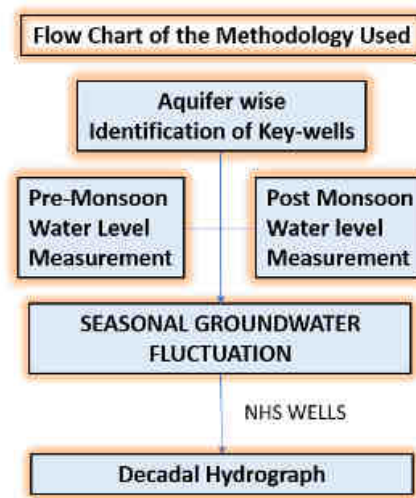 Flow Chart of the Methodology Used
Aquifer wise
Identification of Key-wells
Pre-Monsoon
Water Level
Measurement
Post Monsoon
Water level
Measurement
SEASONAL GROUNDWATER
FLUCTUATION
NHS WELLS
Decadal Hydrograph